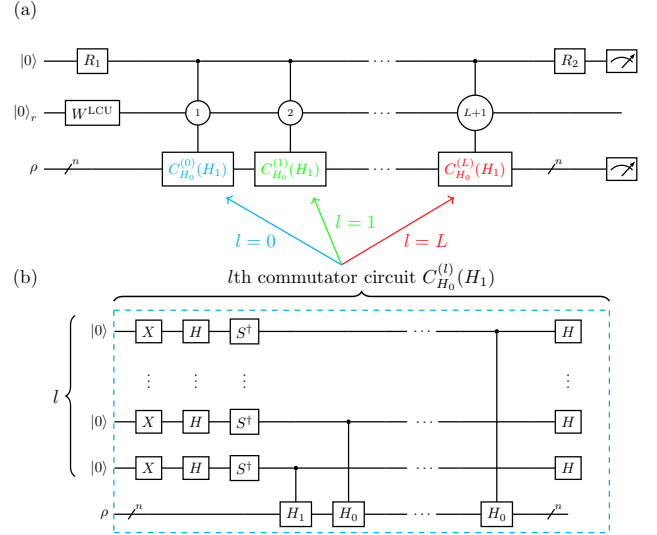 (a)
|0⟩ R₁ ··· R₂
|0⟩ᵣ W^LCU 1 2 ··· L+1
ρ n C_{H₀}^{(0)}(H₁) C_{H₀}^{(1)}(H₁) ··· C_{H₀}^{(L)}(H₁) n
l = 0 l = 1 l = L
(b) lth commutator circuit C_{H₀}^{(l)}(H₁)
|0⟩ X H S† ··· H
l ⋮ ⋮ ⋮ ⋮
|0⟩ X H S† ··· H
|0⟩ X H S† ··· H
ρ n H₁ H₀ ··· H₀ n